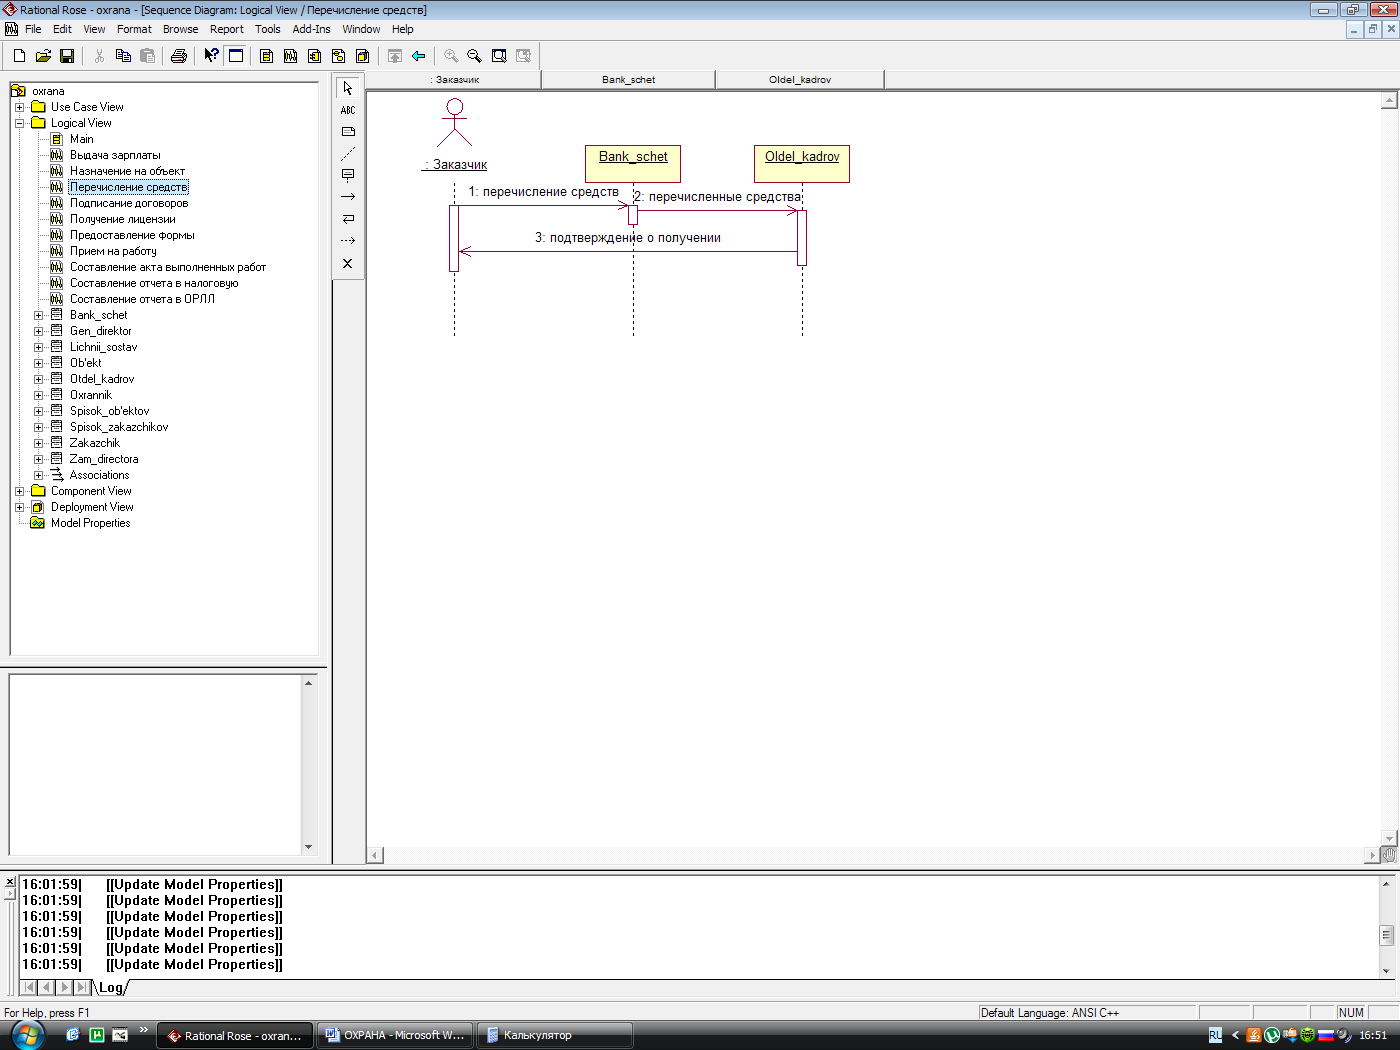 Rational Rose - oxrana - [Sequence Diagram: Logical View / Перечисление средств]
File Edit View Format Browse Report Tools Add-Ins Window Help
oxrana
Use Case View
Logical View
Main
Выдача зарплаты
Назначение на объект
Перечисление средств
Подписание договоров
Получение лицензии
Предоставление формы
Прием на работу
Составление акта выполненных работ
Составление отчета в налоговую
Составление отчета в ОРЛЛ
Bank_schet
Gen_direktor
Lichnii_sostav
Ob'ekt
Otdel_kadrov
Oxrannik
Spisok_ob'ektov
Spisok_zakazchikov
Zakazchik
Zam_directora
Associations
Component View
Deployment View
Model Properties
ABC
: Заказчик Bank_schet Oldel_kadrov
: Заказчик
Bank_schet
Oldel_kadrov
1: перечисление средств
2: перечисленные средства
3: подтверждение о получении
16:01:59| [[Update Model Properties]]
16:01:59| [[Update Model Properties]]
16:01:59| [[Update Model Properties]]
16:01:59| [[Update Model Properties]]
16:01:59| [[Update Model Properties]]
16:01:59| [[Update Model Properties]]
Log
For Help, press F1 Default Language: ANSI C++ NUM
Rational Rose - oxran... ОХРАНА - Microsoft W... Калькулятор RL 16:51